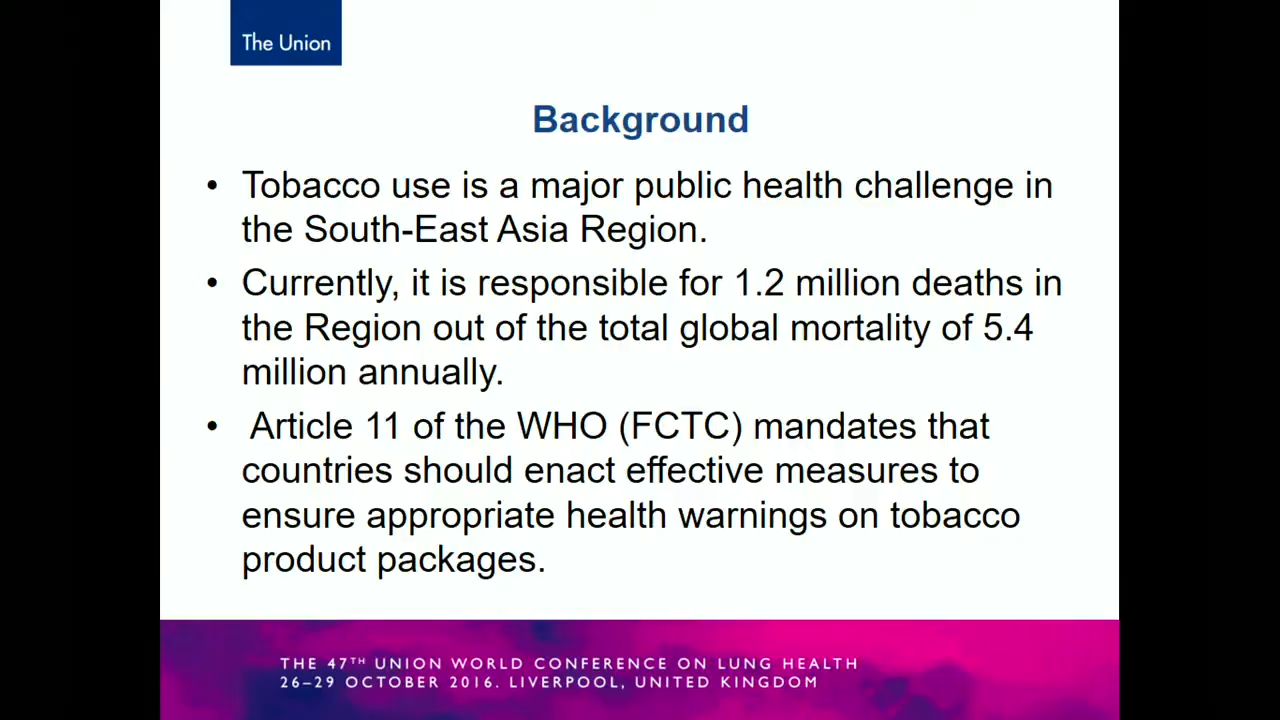 The Union
Background
• Tobacco use is a major public health challenge in
the South-East Asia Region.
• Currently, it is responsible for 1.2 million deaths in
the Region out of the total global mortality of 5.4
million annually.
• Article 11 of the WHO (FCTC) mandates that
countries should enact effective measures to
ensure appropriate health warnings on tobacco
product packages.
THE 47TH UNION WORLD CONFERENCE ON LUNG HEALTH
26–29 OCTOBER 2016. LIVERPOOL, UNITED KINGDOM